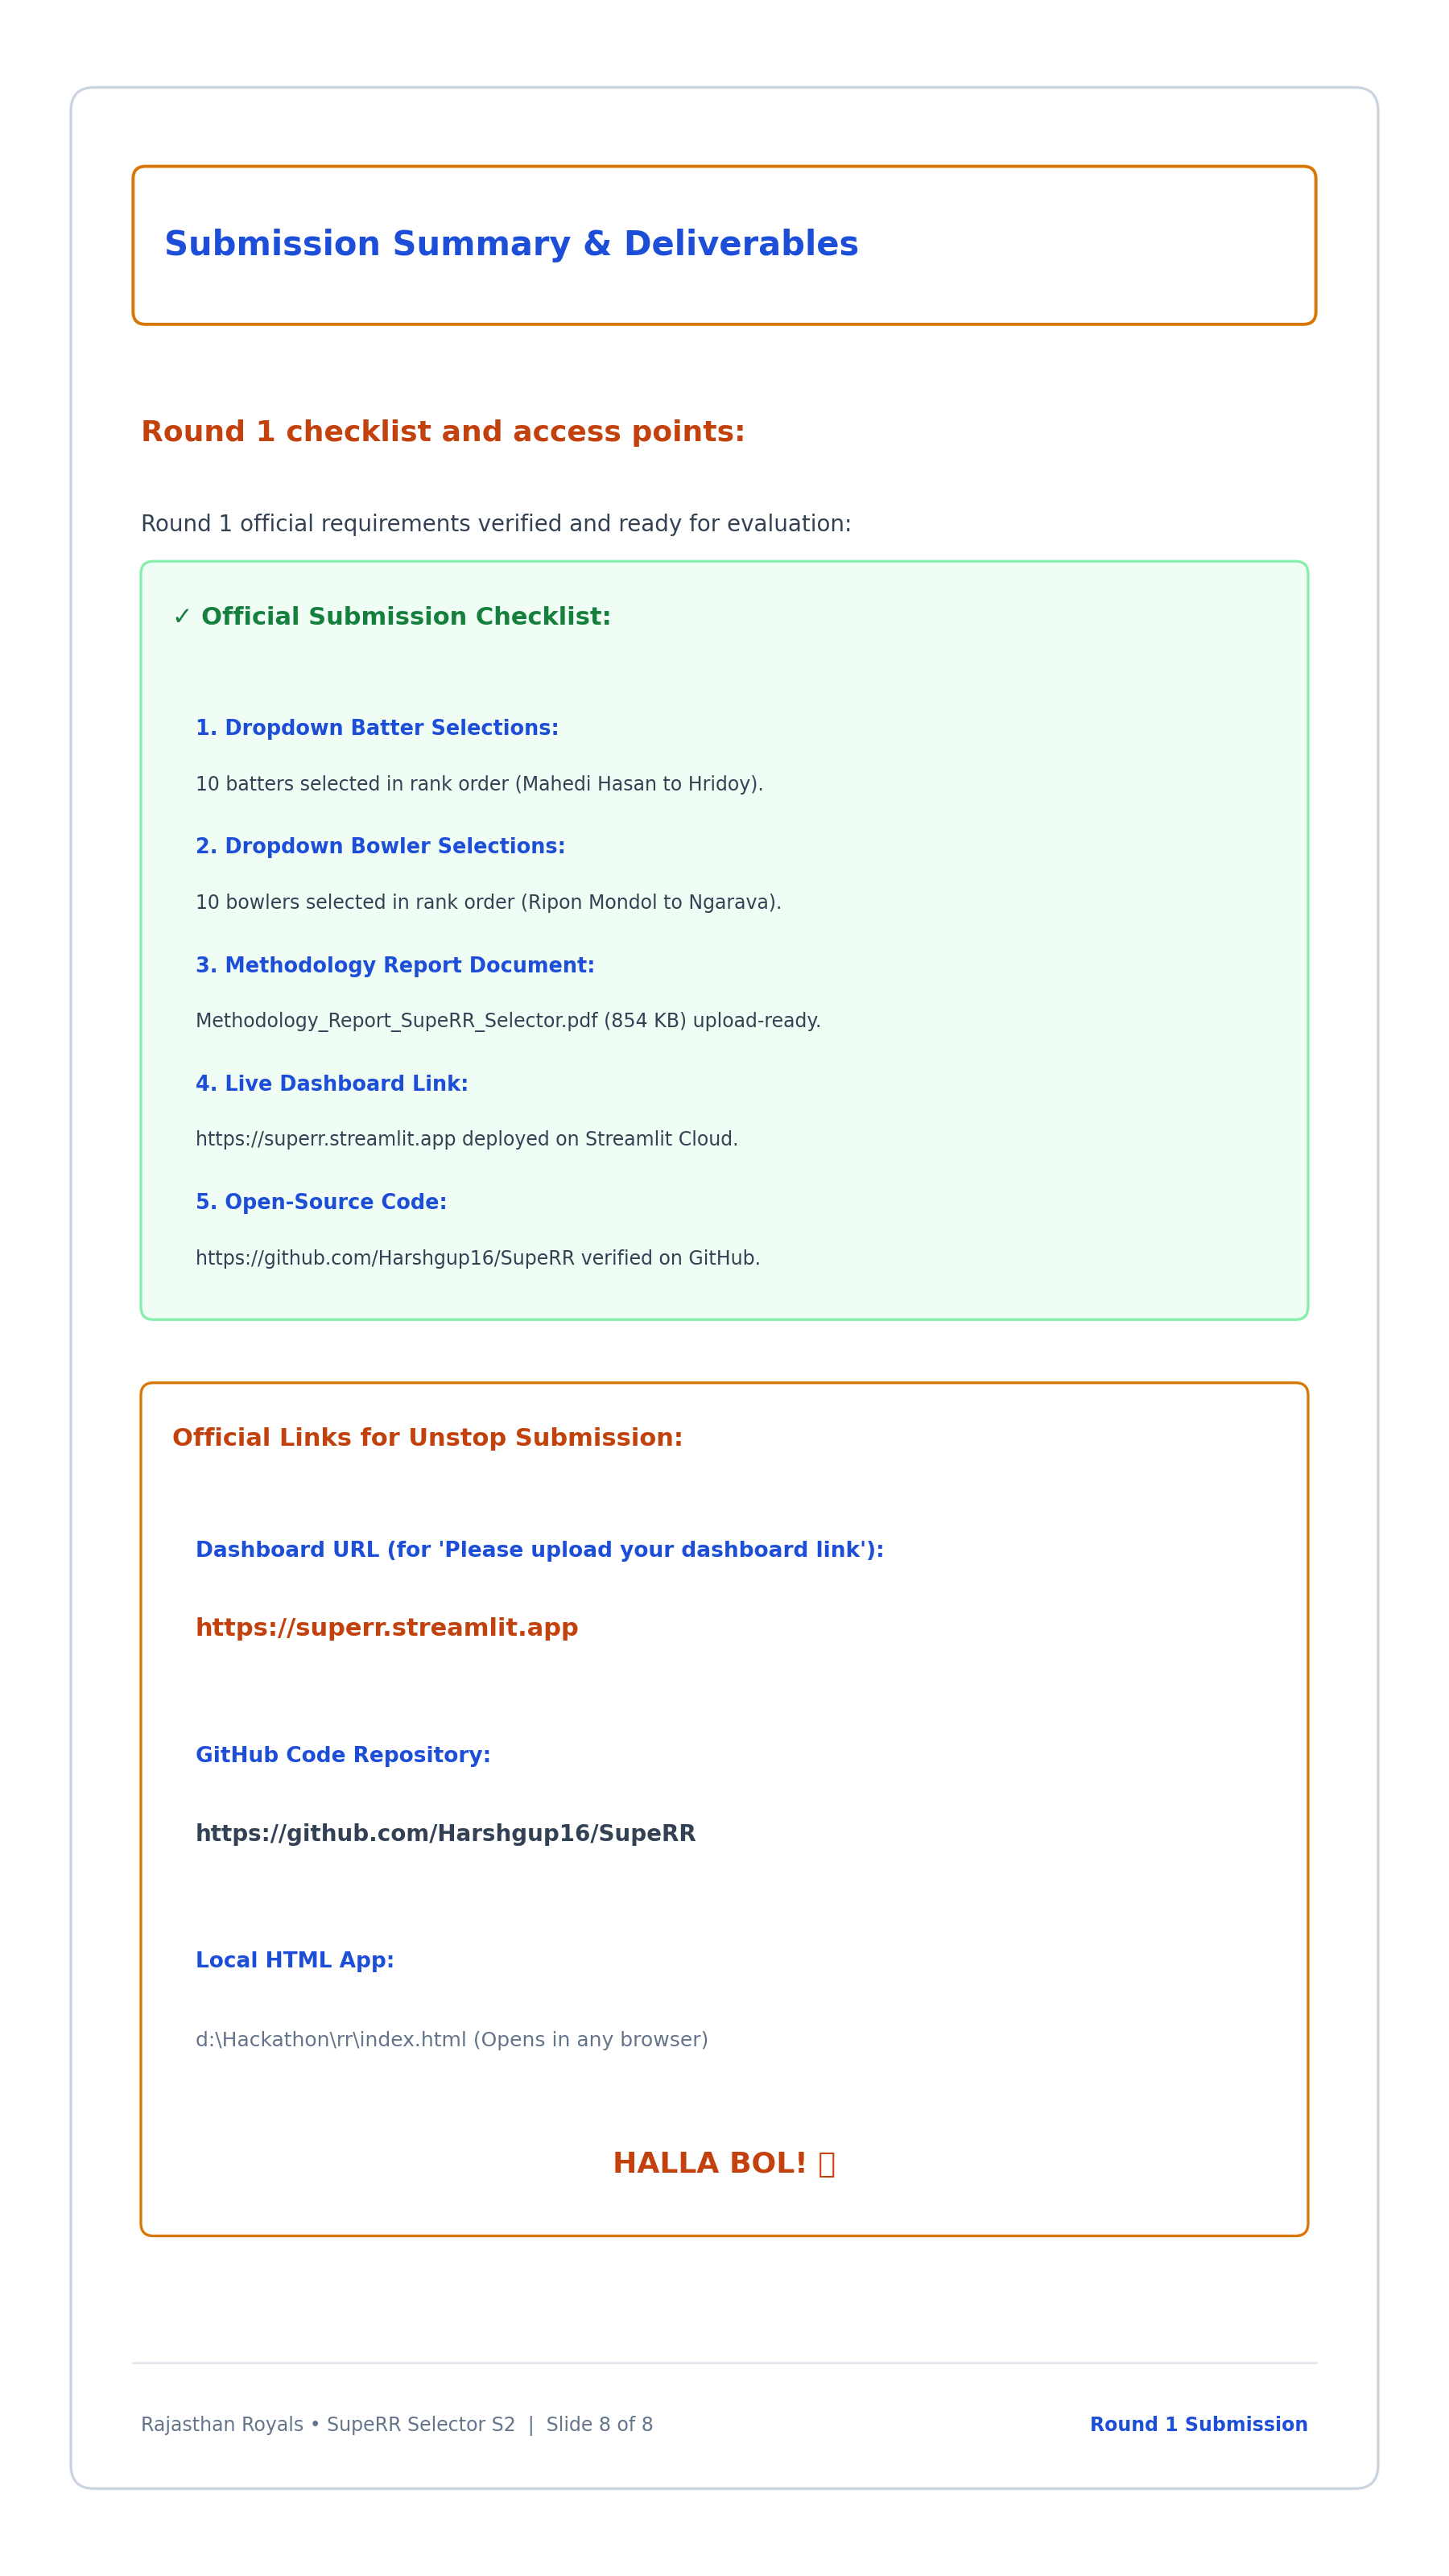 Submission Summary & Deliverables
Round 1 checklist and access points:
Round 1 official requirements verified and ready for evaluation:
✓ Official Submission Checklist:
1. Dropdown Batter Selections:
10 batters selected in rank order (Mahedi Hasan to Hridoy).
2. Dropdown Bowler Selections:
10 bowlers selected in rank order (Ripon Mondol to Ngarava).
3. Methodology Report Document:
Methodology_Report_SupeRR_Selector.pdf (854 KB) upload-ready.
4. Live Dashboard Link:
https://superr.streamlit.app deployed on Streamlit Cloud.
5. Open-Source Code:
https://github.com/Harshgup16/SupeRR verified on GitHub.
Official Links for Unstop Submission:
Dashboard URL (for 'Please upload your dashboard link'):
https://superr.streamlit.app
GitHub Code Repository:
https://github.com/Harshgup16/SupeRR
Local HTML App:
d:\Hackathon\rr\index.html (Opens in any browser)
HALLA BOL!
Rajasthan Royals • SupeRR Selector S2 | Slide 8 of 8
Round 1 Submission